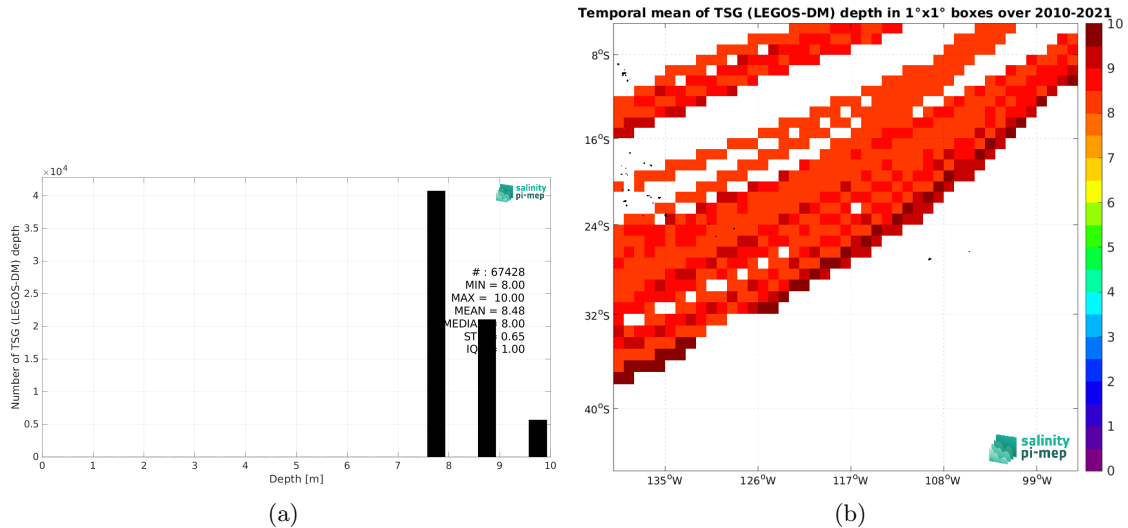 Temporal mean of TSG (LEGOS-DM) depth in 1°x1° boxes over 2010-2021
×10⁴
4
3.5
3
2.5
2
1.5
1
0.5
0
Number of TSG (LEGOS-DM) depth
salinity
pi-mep
# : 67428
MIN = 8.00
MAX = 10.00
MEAN = 8.48
MEDIA = 8.00
ST = 0.65
IQ = 1.00
0 1 2 3 4 5 6 7 8 9 10
Depth [m]
(a)
8°S
16°S
24°S
32°S
40°S
135°W 126°W 117°W 108°W 99°W
salinity
pi-mep
10
9
8
7
6
5
4
3
2
1
0
(b)